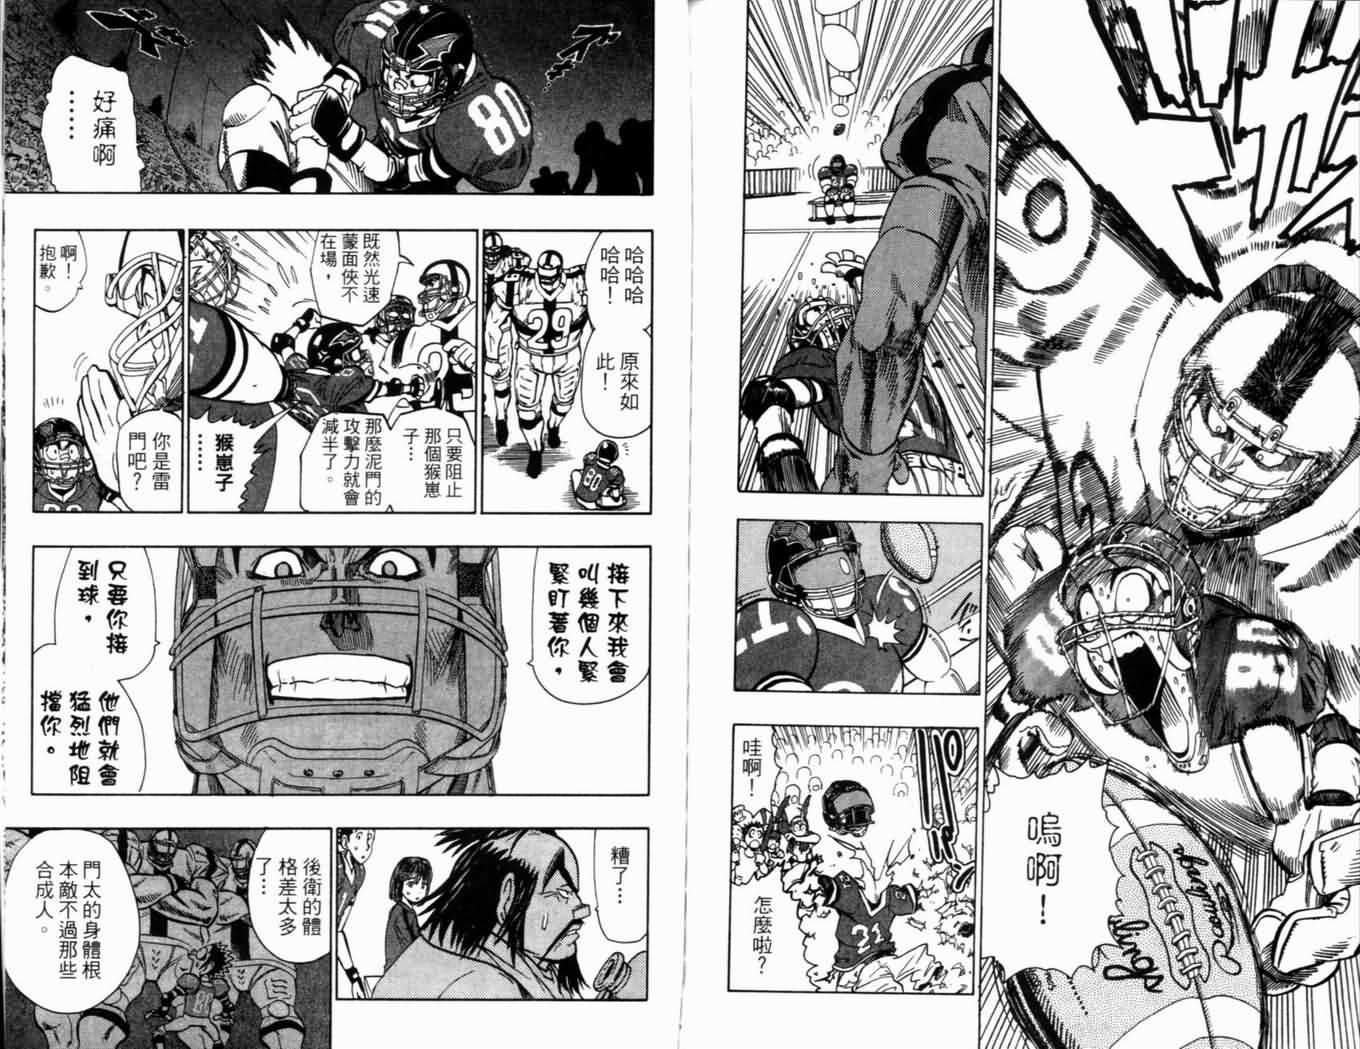 嗚啊！
Cramming
哇啊！
怎麼啦？
21
好痛啊
……
80
哈哈哈
哈哈！
原來如
此！
29
80
只要阻止
那個猴崽
子…
既然光速
蒙面俠不
在場，
那麼泥門的
攻擊力就會
減半了。
猴崽子
……
啊！
抱歉。
你是雷
門吧？
接下來我會
叫幾個人緊
緊盯著你，
只要你接
到球，
他們就會
猛烈地阻
擋你。
糟了…
後衛的體
格差太多
了…
門太的身體根
本敵不過那些
合成人。
80